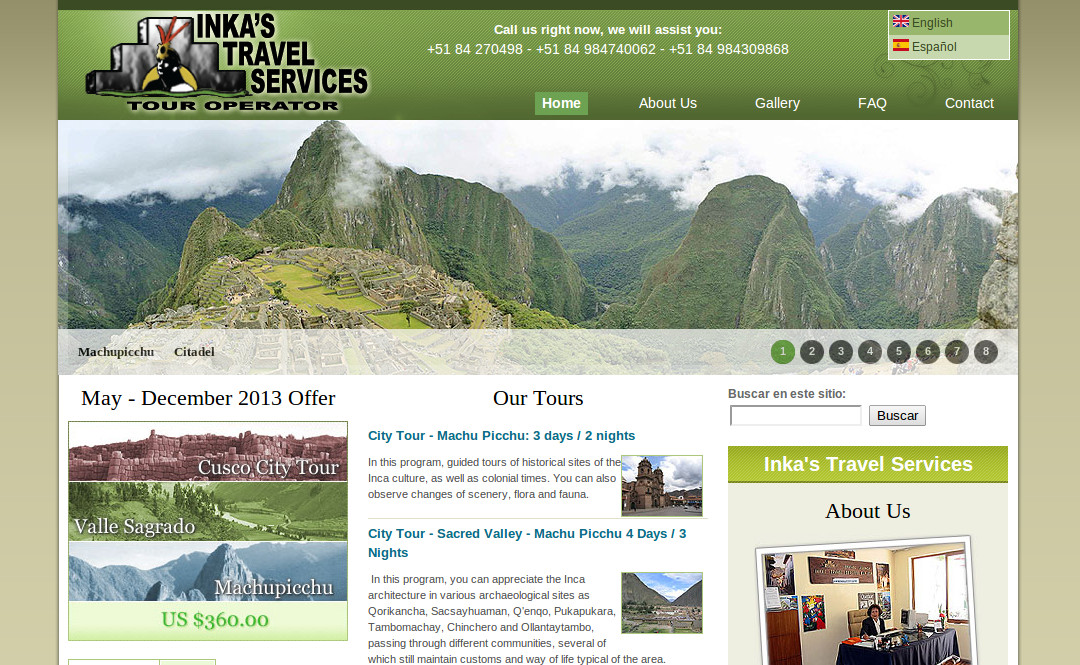 INKA'S
TRAVEL
SERVICES
TOUR OPERATOR
Call us right now, we will assist you:
+51 84 270498 - +51 84 984740062 - +51 84 984309868
English
Español
Home About Us Gallery FAQ Contact
Machupicchu Citadel
1 2 3 4 5 6 7 8
May - December 2013 Offer
Cusco City Tour
Valle Sagrado
Machupicchu
US $360.00
Our Tours
City Tour - Machu Picchu: 3 days / 2 nights
In this program, guided tours of historical sites of the
Inca culture, as well as colonial times. You can also
observe changes of scenery, flora and fauna.
City Tour - Sacred Valley - Machu Picchu 4 Days / 3
Nights
In this program, you can appreciate the Inca
architecture in various archaeological sites as
Qorikancha, Sacsayhuaman, Q'enqo, Pukapukara,
Tambomachay, Chinchero and Ollantaytambo,
passing through different communities, several of
which still maintain customs and way of life typical of the area.
Buscar en este sitio:
Buscar
Inka's Travel Services
About Us